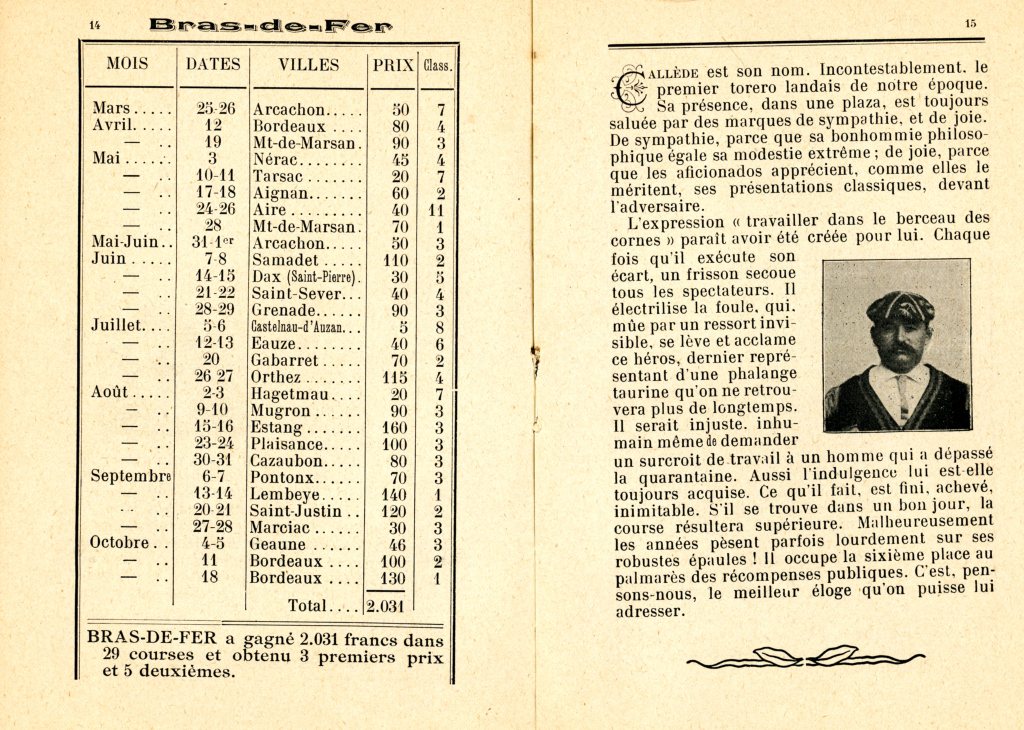 14
Bras-de-Fer
MOIS DATES VILLES PRIX Class.
Mars ..... 25-26 Arcachon..... 50 7
Avril..... 12 Bordeaux .... 80 4
— .. 19 Mt-de-Marsan. 90 3
Mai ...... 3 Nérac........ 45 4
— .. 10-11 Tarsac ....... 20 7
— .. 17-18 Aignan....... 60 2
— .. 24-26 Aire ......... 40 11
— .. 28 Mt-de-Marsan. 70 1
Mai-Juin.. 31-1er Arcachon..... 50 3
Juin ..... 7-8 Samadet ..... 110 2
— .. 14-15 Dax (Saint-Pierre). 30 5
— .. 21-22 Saint-Sever... 40 4
— .. 28-29 Grenade...... 90 3
Juillet.... 5-6 Castelnau-d'Auzan... 5 8
— .. 12-13 Eauze........ 40 6
— .. 20 Gabarret .... 70 2
— .. 26 27 Orthez ....... 115 4
Août ..... 2-3 Hagetmau .... 20 7
— .. 9-10 Mugron ...... 90 3
— .. 15-16 Estang ....... 160 3
— .. 23-24 Plaisance..... 100 3
— .. 30-31 Cazaubon..... 80 3
Septembre 6-7 Pontonx...... 70 3
— .. 13-14 Lembeye..... 140 1
— .. 20-21 Saint-Justin .. 120 2
— .. 27-28 Marciac ..... 30 3
Octobre .. 4-5 Geaune ...... 46 3
— .. 11 Bordeaux .... 100 2
— .. 18 Bordeaux .... 130 1
Total.... 2.031
BRAS-DE-FER a gagné 2.031 francs dans
29 courses et obtenu 3 premiers prix
et 5 deuxièmes.
15
CALLÈDE est son nom. Incontestablement. le
premier torero landais de notre époque.
Sa présence, dans une plaza, est toujours
saluée par des marques de sympathie, et de joie.
De sympathie, parce que sa bonhommie philoso-
phique égale sa modestie extrême ; de joie, parce
que les aficionados apprécient, comme elles le
méritent, ses présentations classiques, devant
l'adversaire.
L'expression « travailler dans le berceau des
cornes » paraît avoir été créée pour lui. Chaque
fois qu'il exécute son
écart, un frisson secoue
tous les spectateurs. Il
électrilise la foule, qui,
mûe par un ressort invi-
sible, se lève et acclame
ce héros, dernier repré-
sentant d'une phalange
taurine qu'on ne retrou-
vera plus de longtemps.
Il serait injuste. inhu-
main même de demander
un surcroit de travail à un homme qui a dépassé
la quarantaine. Aussi l'indulgence lui est-elle
toujours acquise. Ce qu'il fait, est fini, achevé,
inimitable. S'il se trouve dans un bon jour, la
course résultera supérieure. Malheureusement
les années pèsent parfois lourdement sur ses
robustes épaules ! Il occupe la sixième place au
palmarès des récompenses publiques. C'est, pen-
sons-nous, le meilleur éloge qu'on puisse lui
adresser.